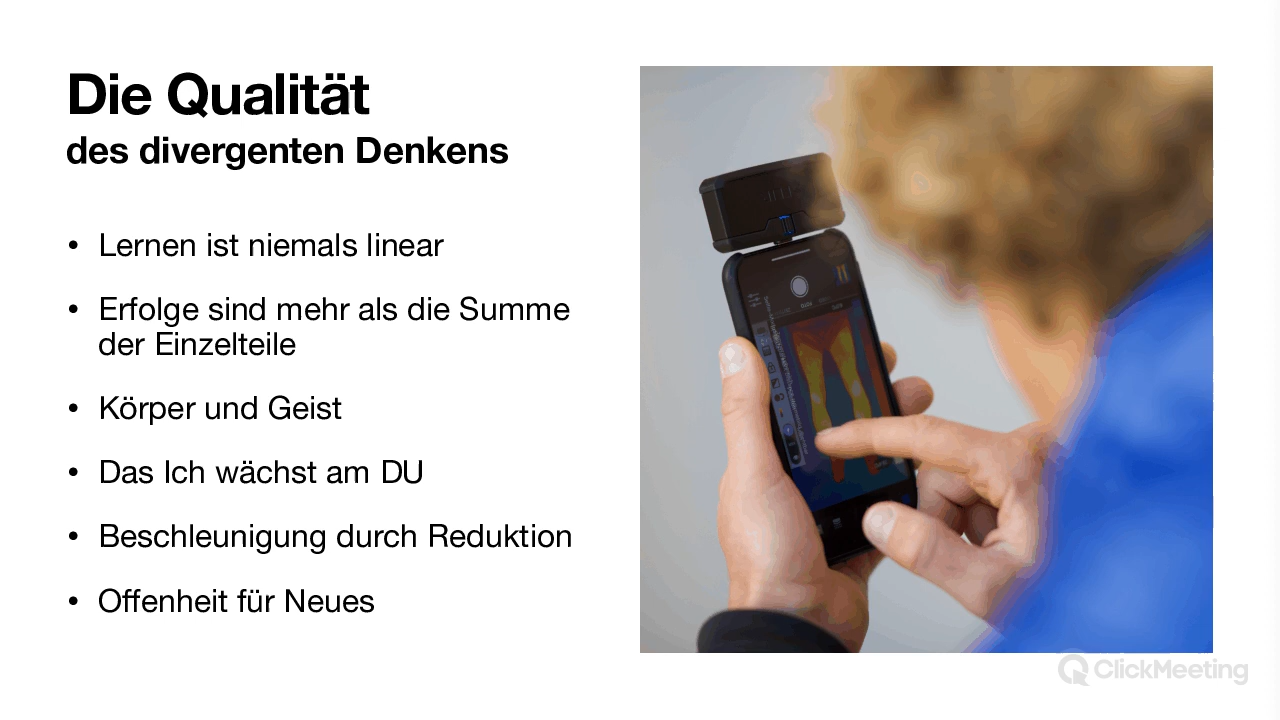 Die Qualität
des divergenten Denkens
• Lernen ist niemals linear
• Erfolge sind mehr als die Summe
der Einzelteile
• Körper und Geist
• Das Ich wächst am DU
• Beschleunigung durch Reduktion
• Offenheit für Neues
ClickMeeting